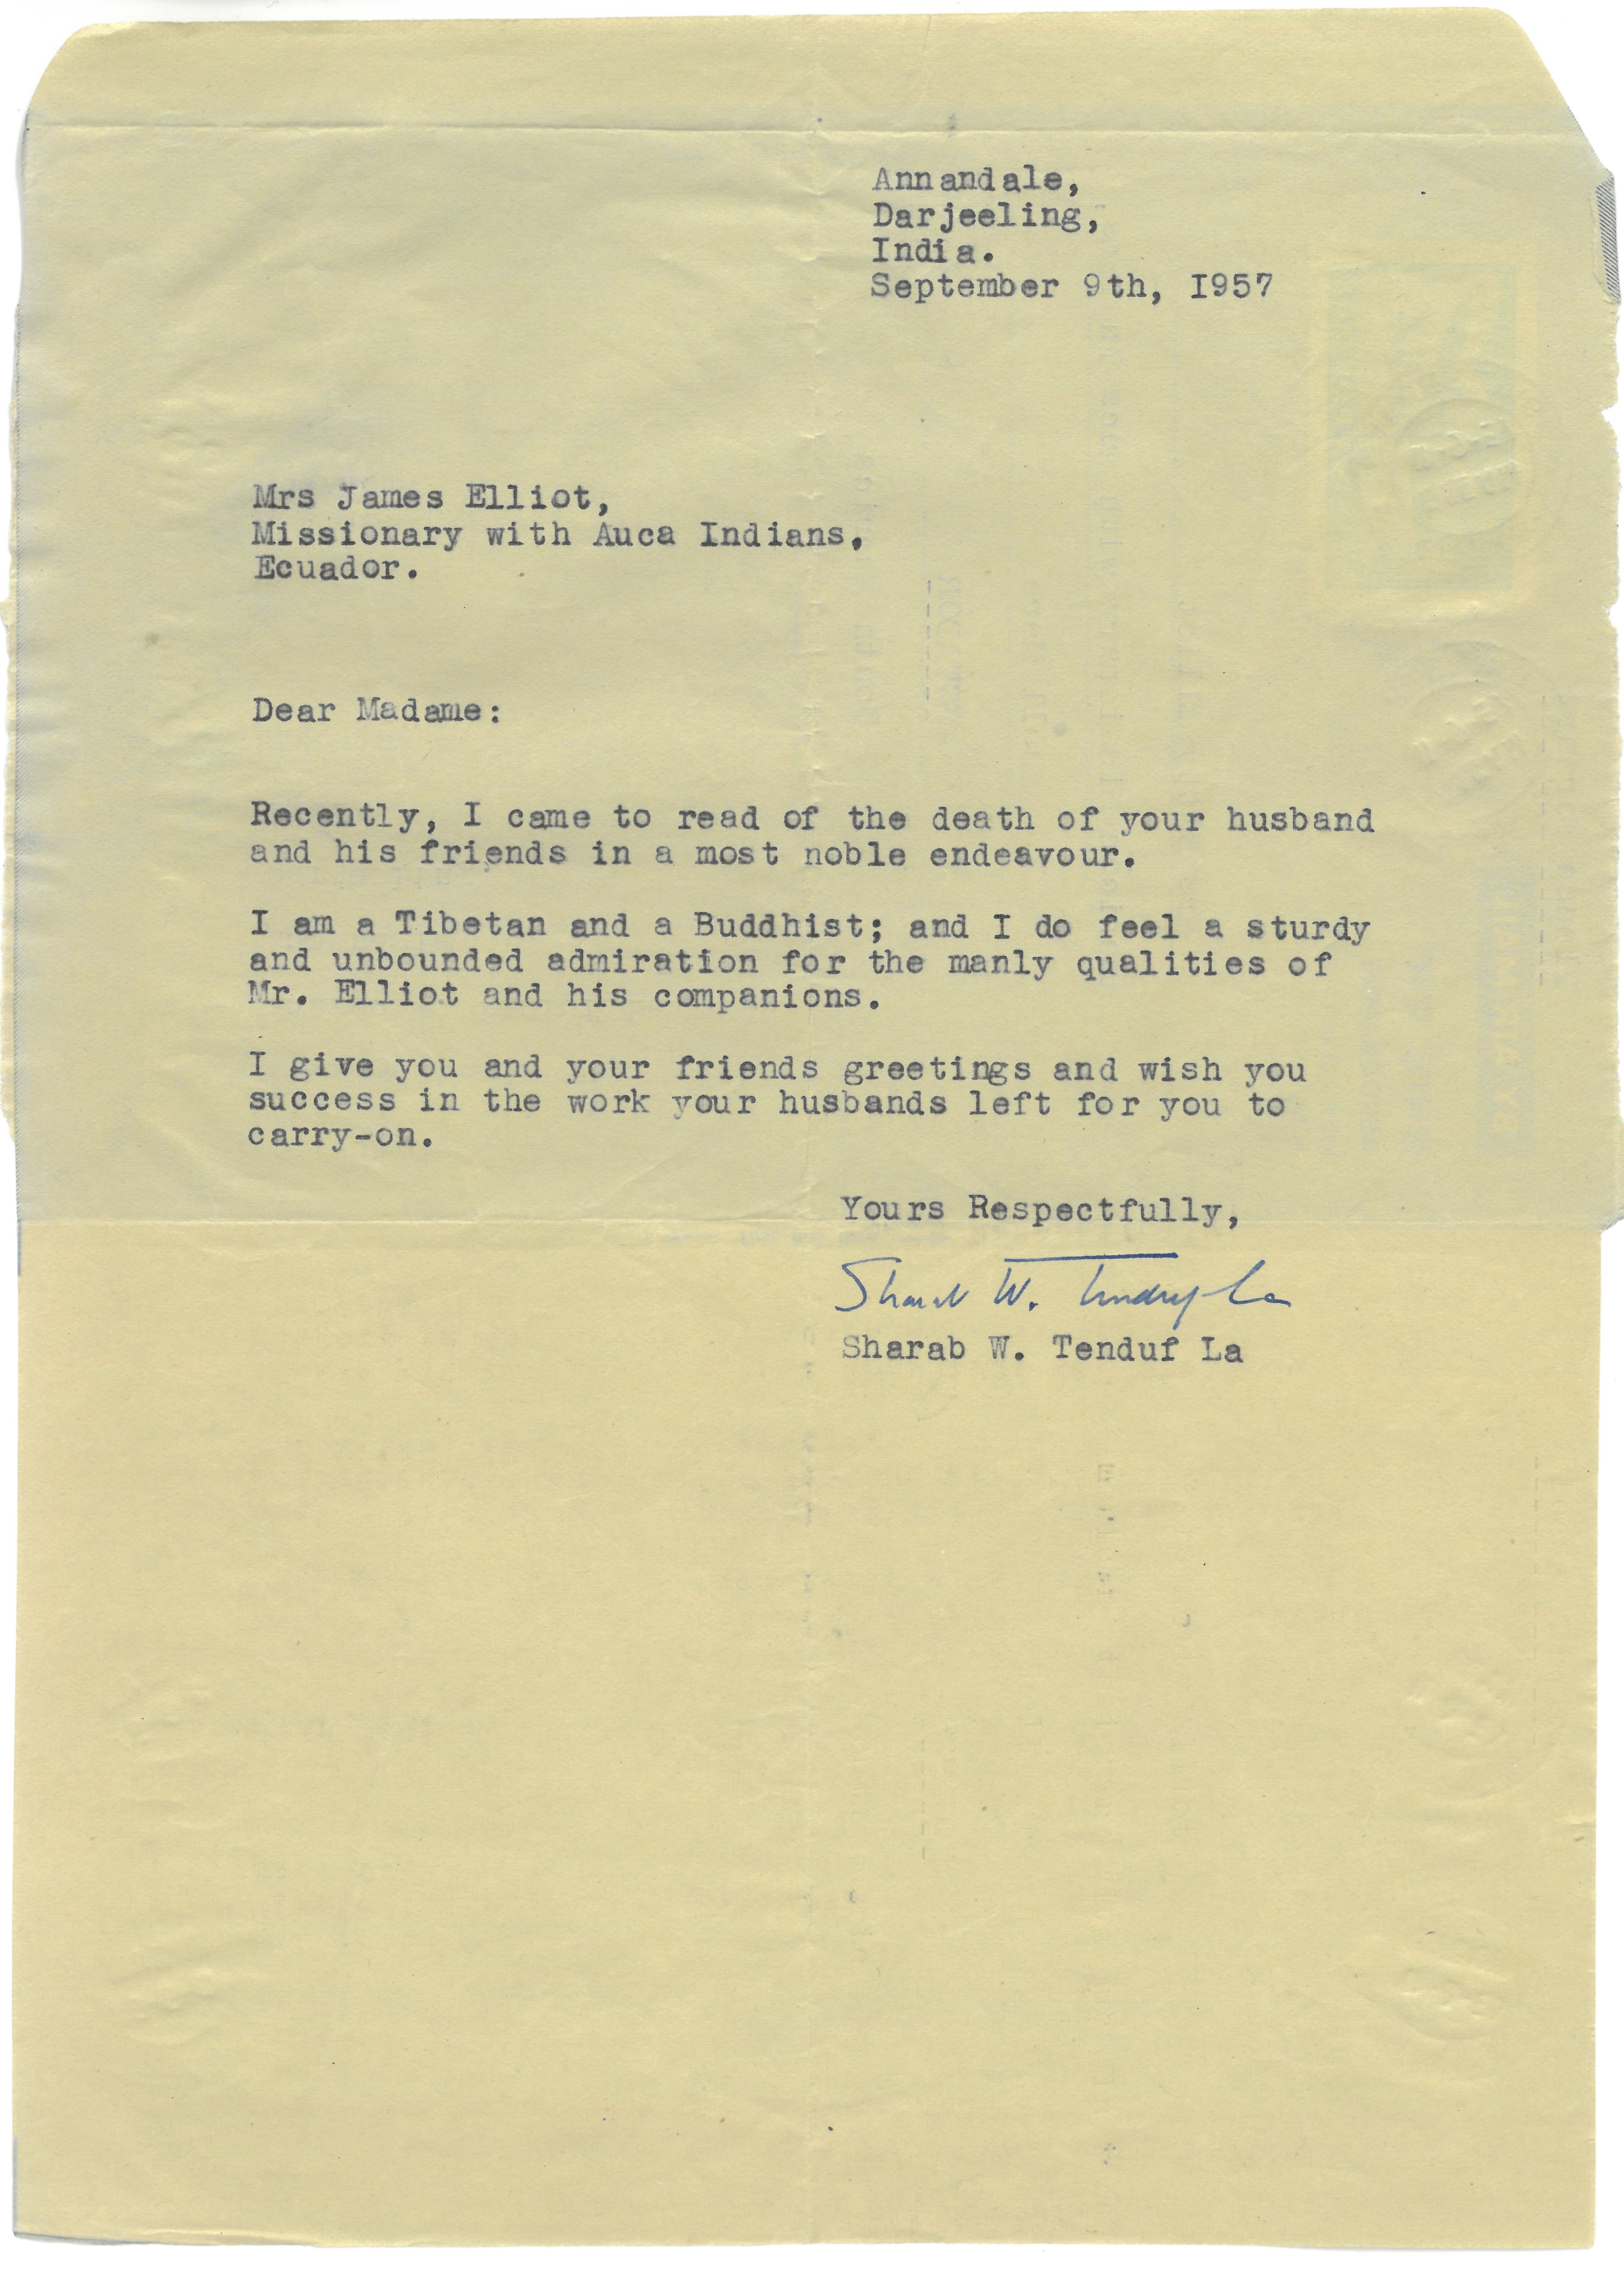 Annandale,
Darjeeling,
India.
September 9th, I957
Mrs James Elliot,
Missionary with Auca Indians,
Ecuador.
Dear Madame:
Recently, I came to read of the death of your husband
and his friends in a most noble endeavour.
I am a Tibetan and a Buddhist; and I do feel a sturdy
and unbounded admiration for the manly qualities of
Mr. Elliot and his companions.
I give you and your friends greetings and wish you
success in the work your husbands left for you to
carry-on.
Yours Respectfully,
Sharab W. Tenduf La
Sharab W. Tenduf La